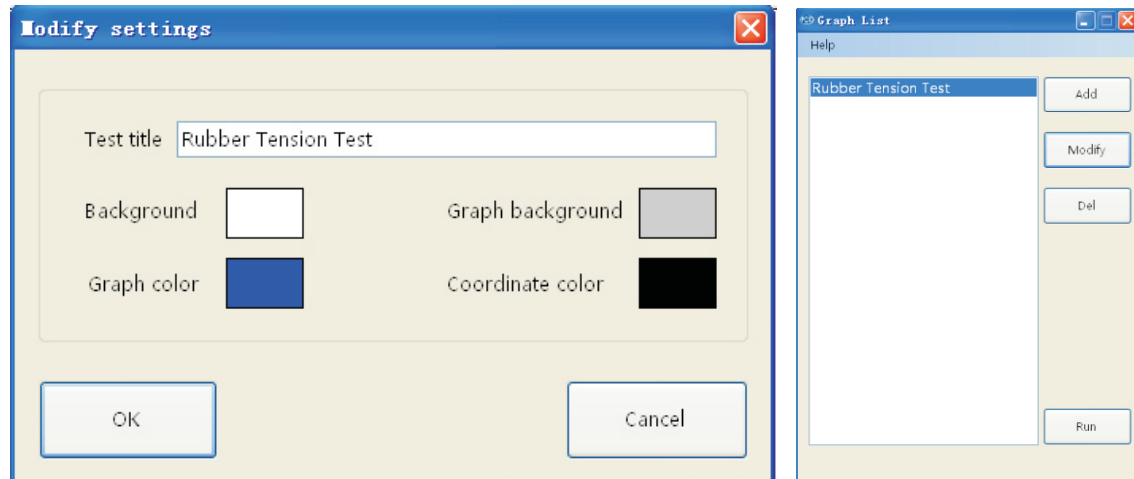 Modify settings
Test title Rubber Tension Test
Background Graph background
Graph color Coordinate color
OK Cancel
Graph List
Help
Rubber Tension Test
Add
Modify
Del
Run